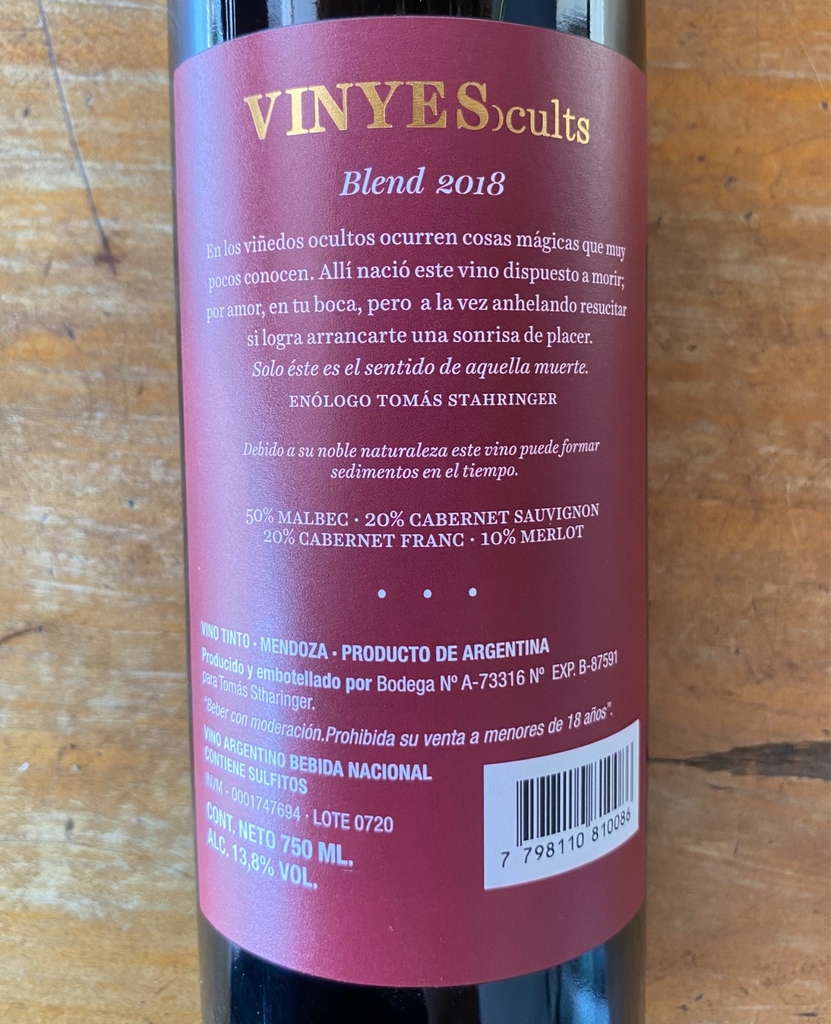 VINYES Ocults
Blend 2018
En los viñedos ocultos ocurren cosas mágicas que muy
pocos conocen. Allí nació este vino dispuesto a morir;
por amor, en tu boca, pero a la vez anhelando resucitar
si logra arrancarte una sonrisa de placer.
Solo éste es el sentido de aquella muerte.
ENÓLOGO TOMÁS STAHRINGER
Debido a su noble naturaleza este vino puede formar
sedimentos en el tiempo.
50% MALBEC · 20% CABERNET SAUVIGNON
20% CABERNET FRANC · 10% MERLOT
• • •
VINO TINTO · MENDOZA · PRODUCTO DE ARGENTINA
Producido y embotellado por Bodega Nº A-73316 Nº EXP. B-87591
para Tomás Stharinger.
"Beber con moderación.Prohibida su venta a menores de 18 años".
VINO ARGENTINO BEBIDA NACIONAL
CONTIENE SULFITOS
INVM - 0001747694 · LOTE 0720
CONT. NETO 750 ML.
ALC. 13,8% VOL.
7 798110 810086